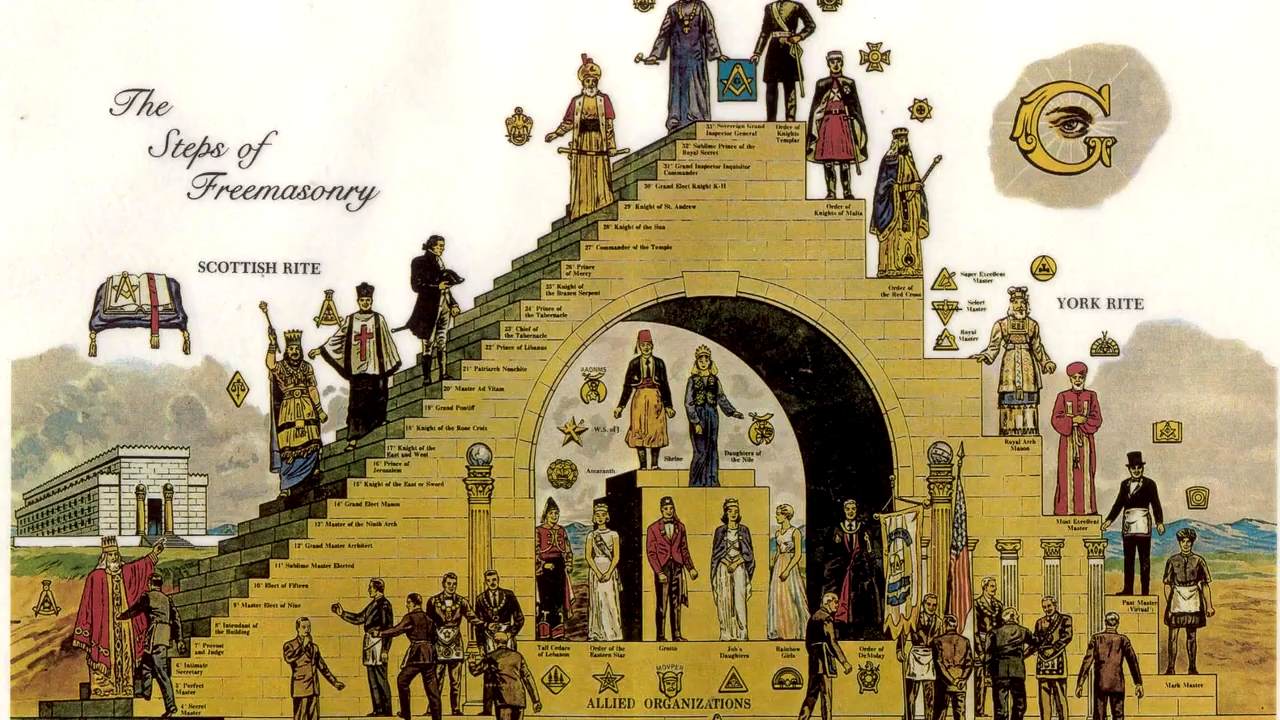 The
Steps of
Freemasonry
SCOTTISH RITE
YORK RITE
G
33° Sovereign Grand
Inspector General
Order of
Knights
Templar
32° Sublime Prince of the
Royal Secret
31° Grand Inspector Inquisitor
Commander
30° Grand Elect Knight K-H
29° Knight of St. Andrew
28° Knight of the Sun
27° Commander of the Temple
26° Prince
of Mercy
25° Knight of
the Brazen Serpent
24° Prince of
the Tabernacle
23° Chief of
the Tabernacle
22° Prince of Libanus
21° Patriarch Noachite
20° Master Ad Vitam
19° Grand Pontiff
18° Knight of the Rose Croix
17° Knight of the
East and West
16° Prince of
Jerusalem
15° Knight of the East or Sword
14° Grand Elect Mason
13° Master of the Ninth Arch
12° Grand Master Architect
11° Sublime Master Elected
10° Elect of Fifteen
9° Master Elect of Nine
8° Intendant of
the Building
7° Provost
and Judge
6° Intimate
Secretary
5° Perfect
Master
4° Secret
Master
Order of
Knights of Malta
Order of
the Red Cross
Super Excellent
Master
Select
Master
Royal
Master
Royal Arch
Mason
Most Excellent
Master
Past Master
(Virtual)
Mark Master
AAONMS
W.S. of J.
Amaranth
Shrine
Daughters of
the Nile
Tall Cedars
of Lebanon
Order of the
Eastern Star
Grotto
Job's
Daughters
Rainbow
Girls
Order of
DeMolay
MOVPER
ALLIED ORGANIZATIONS